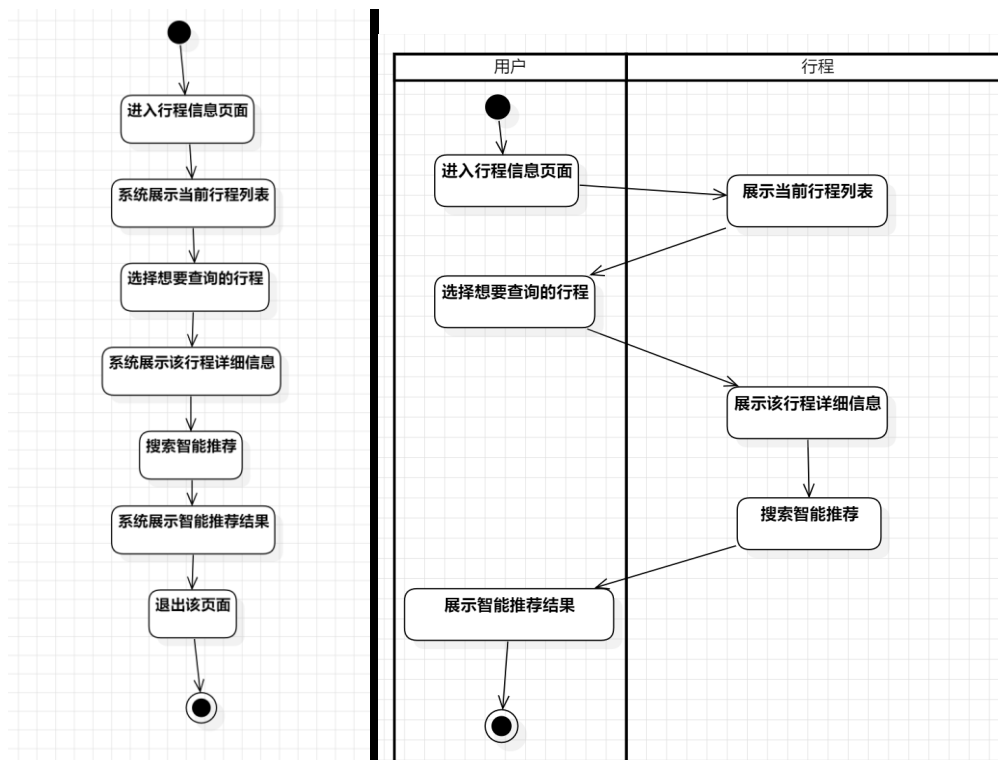 进入行程信息页面
系统展示当前行程列表
选择想要查询的行程
系统展示该行程详细信息
搜索智能推荐
系统展示智能推荐结果
退出该页面
用户
行程
进入行程信息页面
展示当前行程列表
选择想要查询的行程
展示该行程详细信息
搜索智能推荐
展示智能推荐结果